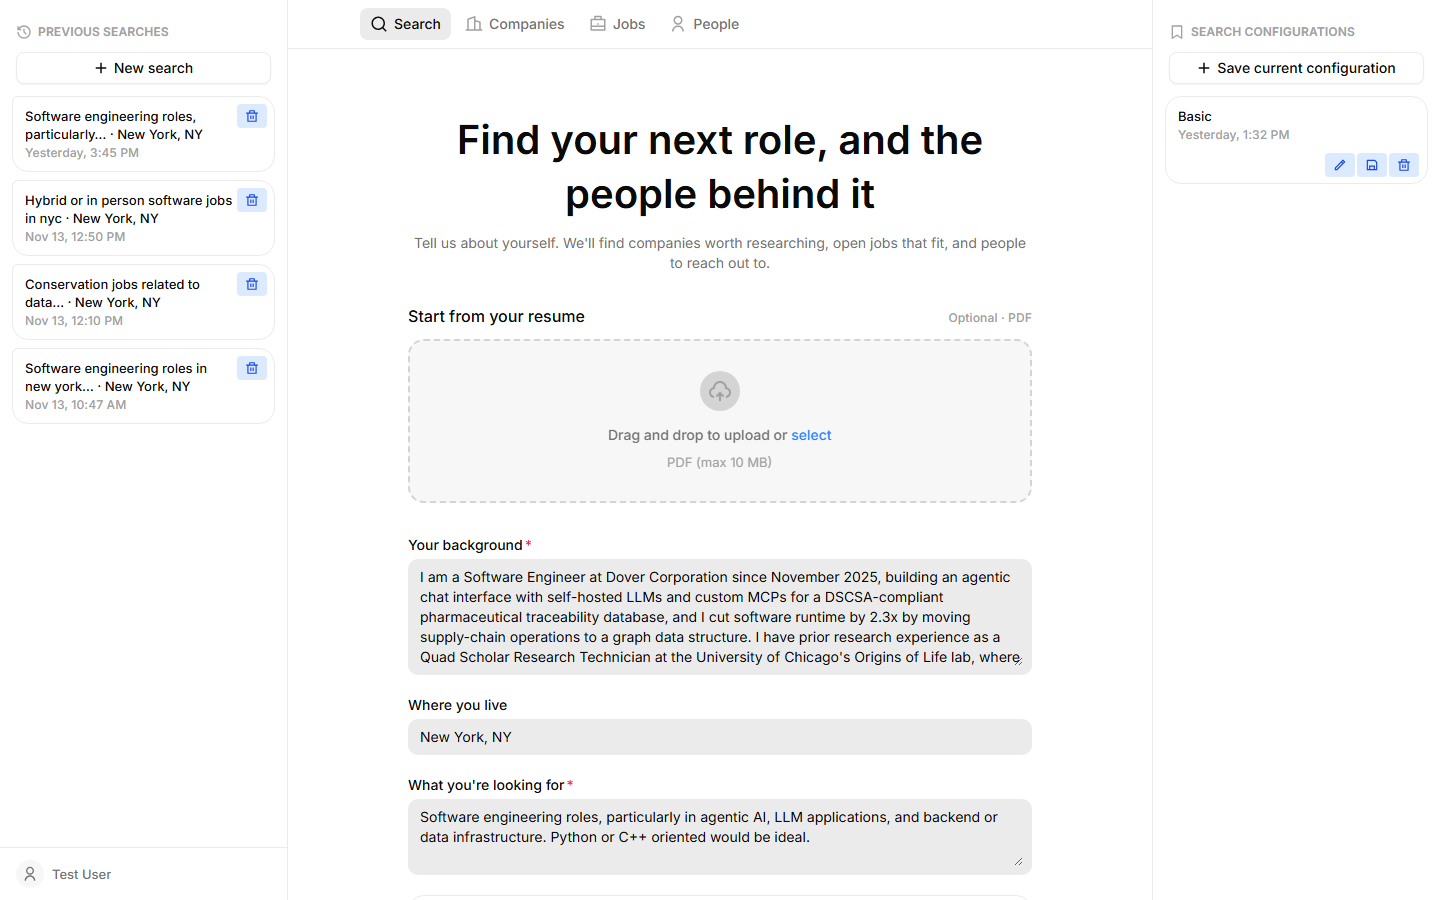 PREVIOUS SEARCHES
New search
Software engineering roles,
particularly... · New York, NY
Yesterday, 3:45 PM
Hybrid or in person software jobs
in nyc · New York, NY
Nov 13, 12:50 PM
Conservation jobs related to
data... · New York, NY
Nov 13, 12:10 PM
Software engineering roles in
new york... · New York, NY
Nov 13, 10:47 AM
Test User
Search
Companies
Jobs
People
Find your next role, and the
people behind it
Tell us about yourself. We'll find companies worth researching, open jobs that fit, and people
to reach out to.
Start from your resume
Optional · PDF
Drag and drop to upload or select
PDF (max 10 MB)
Your background *
I am a Software Engineer at Dover Corporation since November 2025, building an agentic
chat interface with self-hosted LLMs and custom MCPs for a DSCSA-compliant
pharmaceutical traceability database, and I cut software runtime by 2.3x by moving
supply-chain operations to a graph data structure. I have prior research experience as a
Quad Scholar Research Technician at the University of Chicago's Origins of Life lab, where
Where you live
New York, NY
What you're looking for *
Software engineering roles, particularly in agentic AI, LLM applications, and backend or
data infrastructure. Python or C++ oriented would be ideal.
SEARCH CONFIGURATIONS
Save current configuration
Basic
Yesterday, 1:32 PM